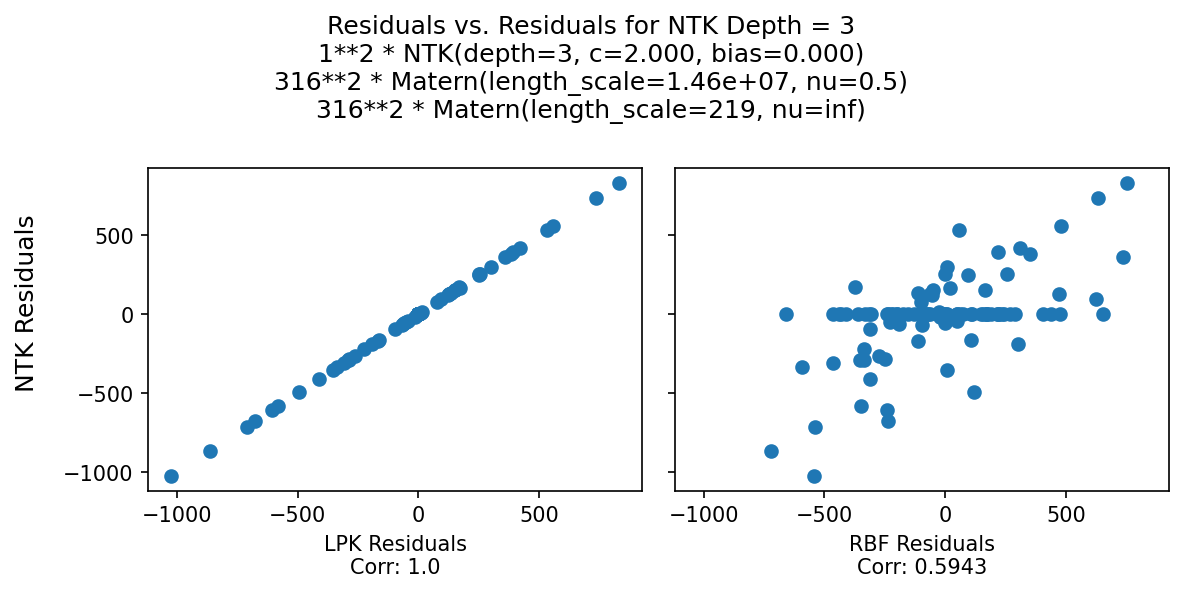 Residuals vs. Residuals for NTK Depth = 3
1**2 * NTK(depth=3, c=2.000, bias=0.000)
316**2 * Matern(length_scale=1.46e+07, nu=0.5)
316**2 * Matern(length_scale=219, nu=inf)
NTK Residuals
500
0
−500
−1000
−1000 −500 0 500
LPK Residuals
Corr: 1.0
−1000 −500 0 500
RBF Residuals
Corr: 0.5943